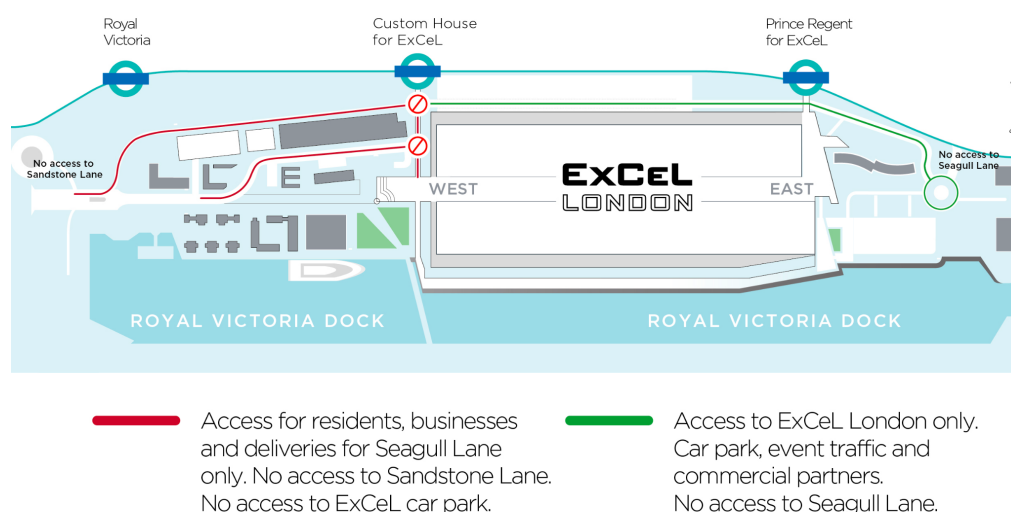 Royal
Victoria
Custom House
for ExCeL
Prince Regent
for ExCeL
No access to
Sandstone Lane
No access to
Seagull Lane
WEST
ExCeL
LONDON
EAST
ROYAL VICTORIA DOCK
ROYAL VICTORIA DOCK
Access for residents, businesses
and deliveries for Seagull Lane
only. No access to Sandstone Lane.
No access to ExCeL car park.
Access to ExCeL London only.
Car park, event traffic and
commercial partners.
No access to Seagull Lane.